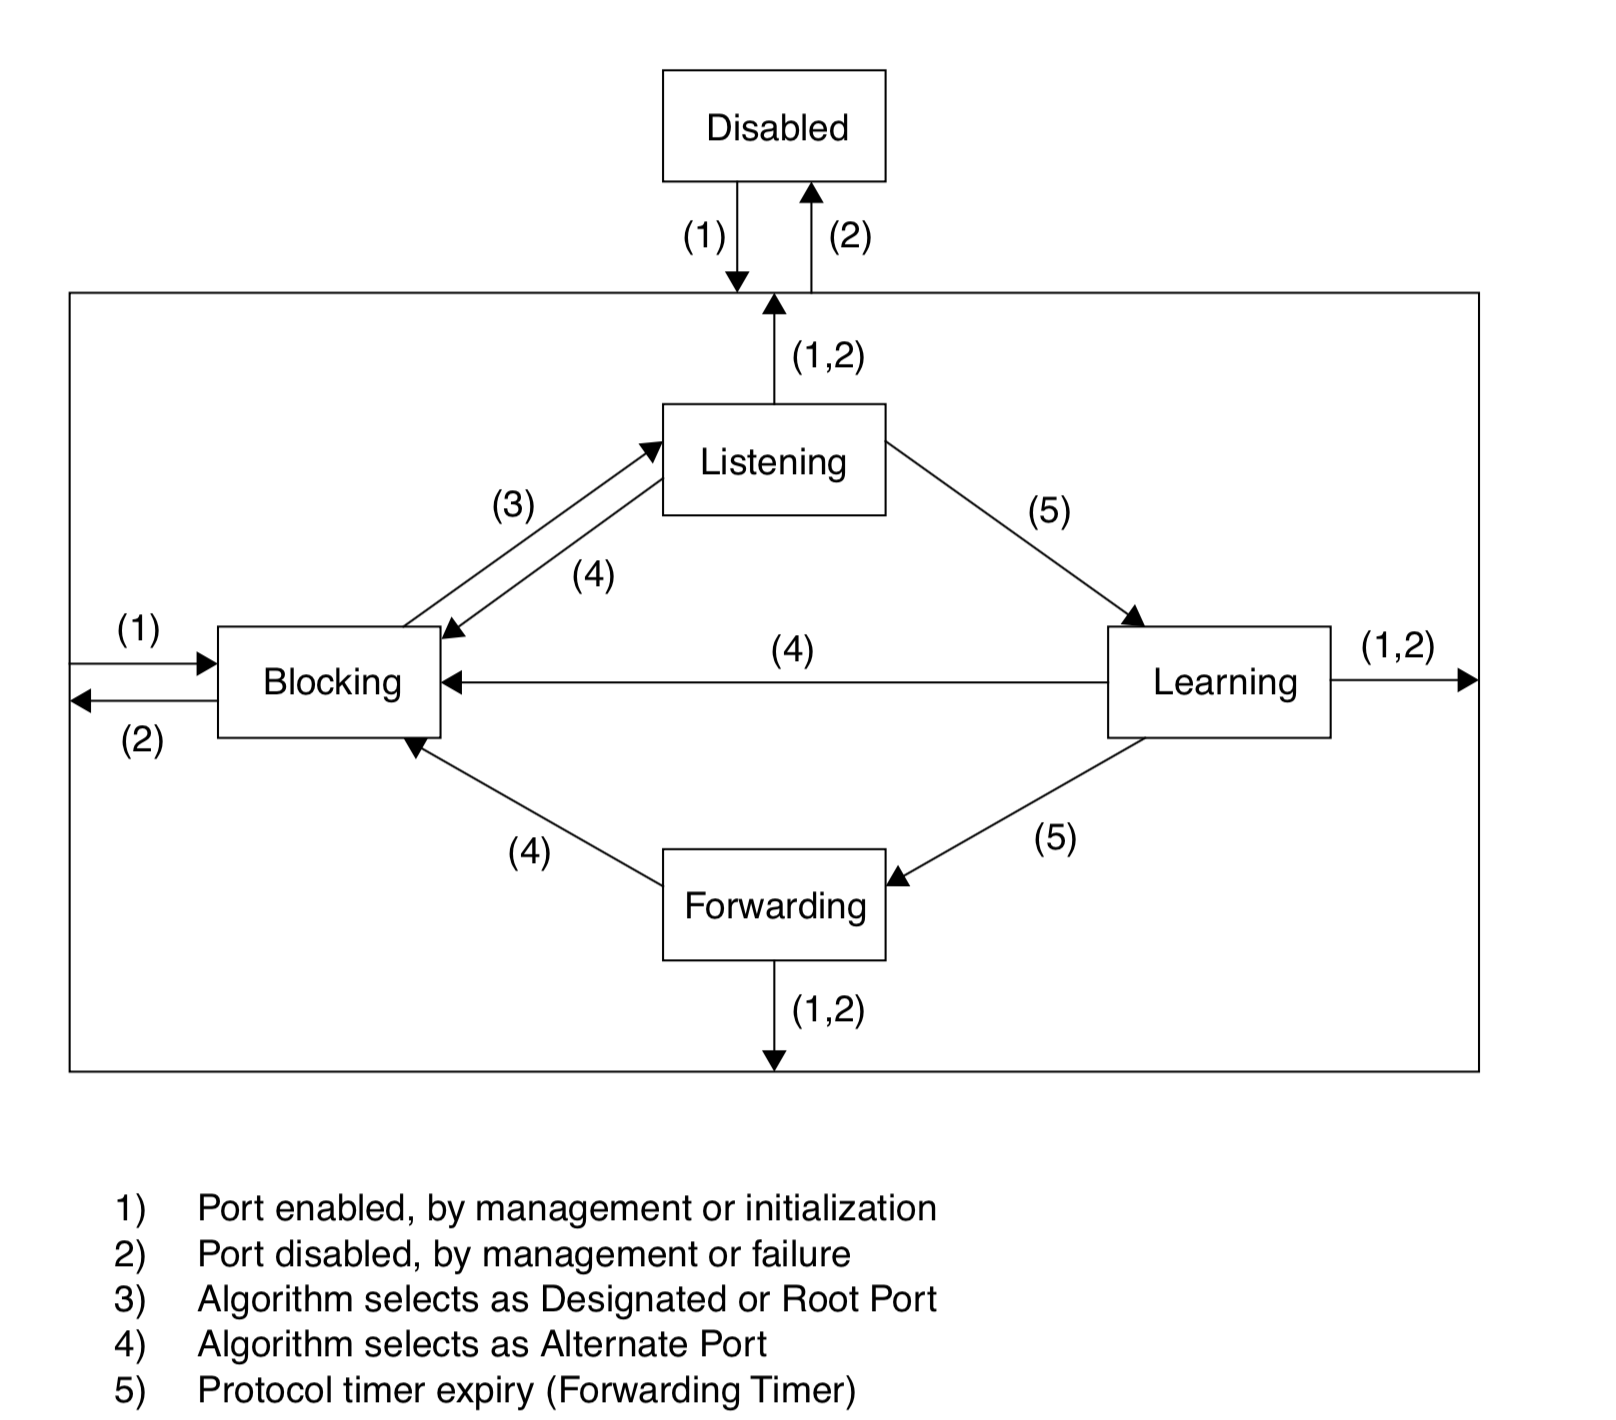 Disabled
(1)
(2)
(1,2)
Listening
(3)
(5)
(4)
(1)
(4)
(1,2)
Blocking
Learning
(2)
(4)
(5)
Forwarding
(1,2)
1) Port enabled, by management or initialization
2) Port disabled, by management or failure
3) Algorithm selects as Designated or Root Port
4) Algorithm selects as Alternate Port
5) Protocol timer expiry (Forwarding Timer)